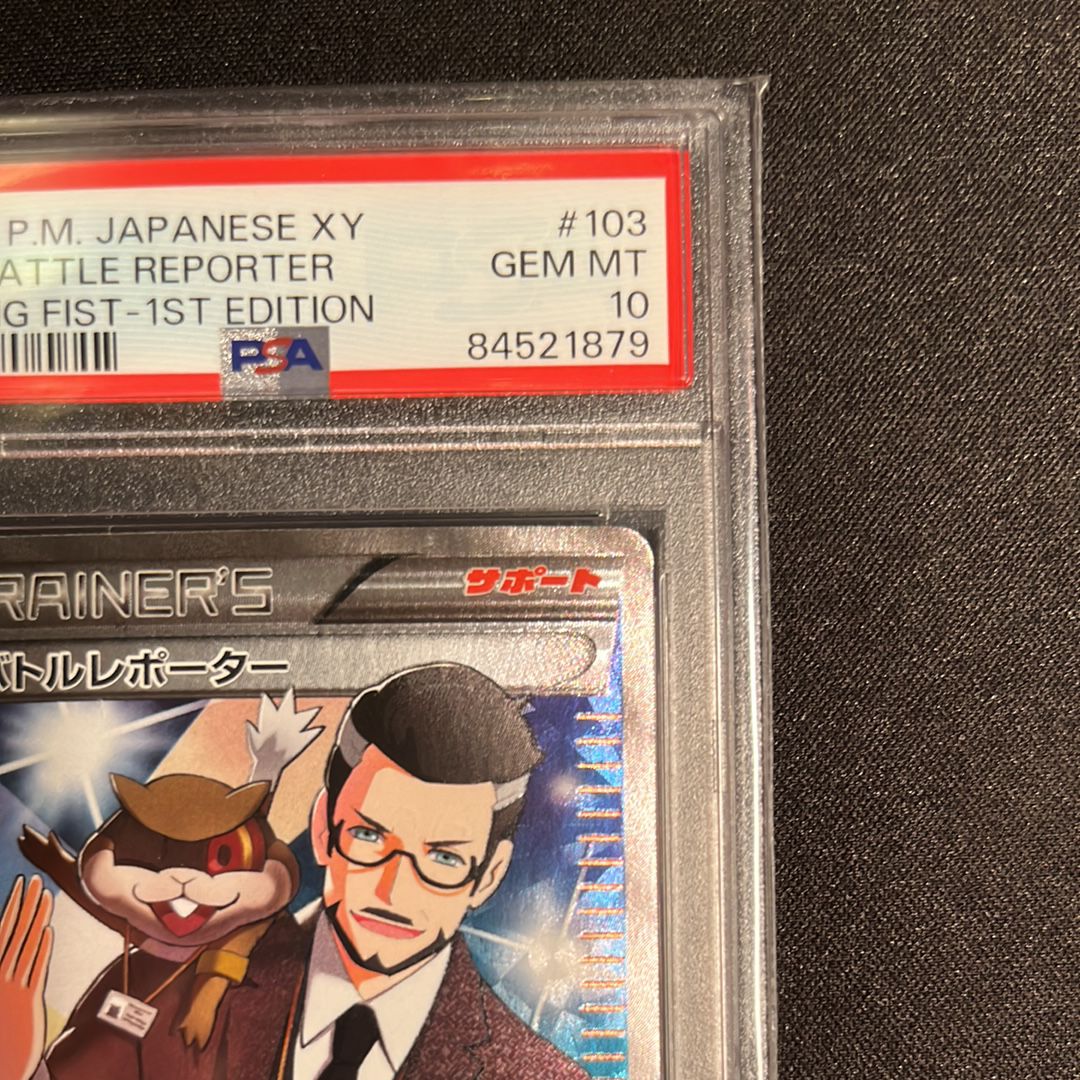 P.M. JAPANESE XY #103
ATTLE REPORTER GEM MT
G FIST-1ST EDITION 10
PSA 84521879
RAINER'S サポート
バトルレポーター